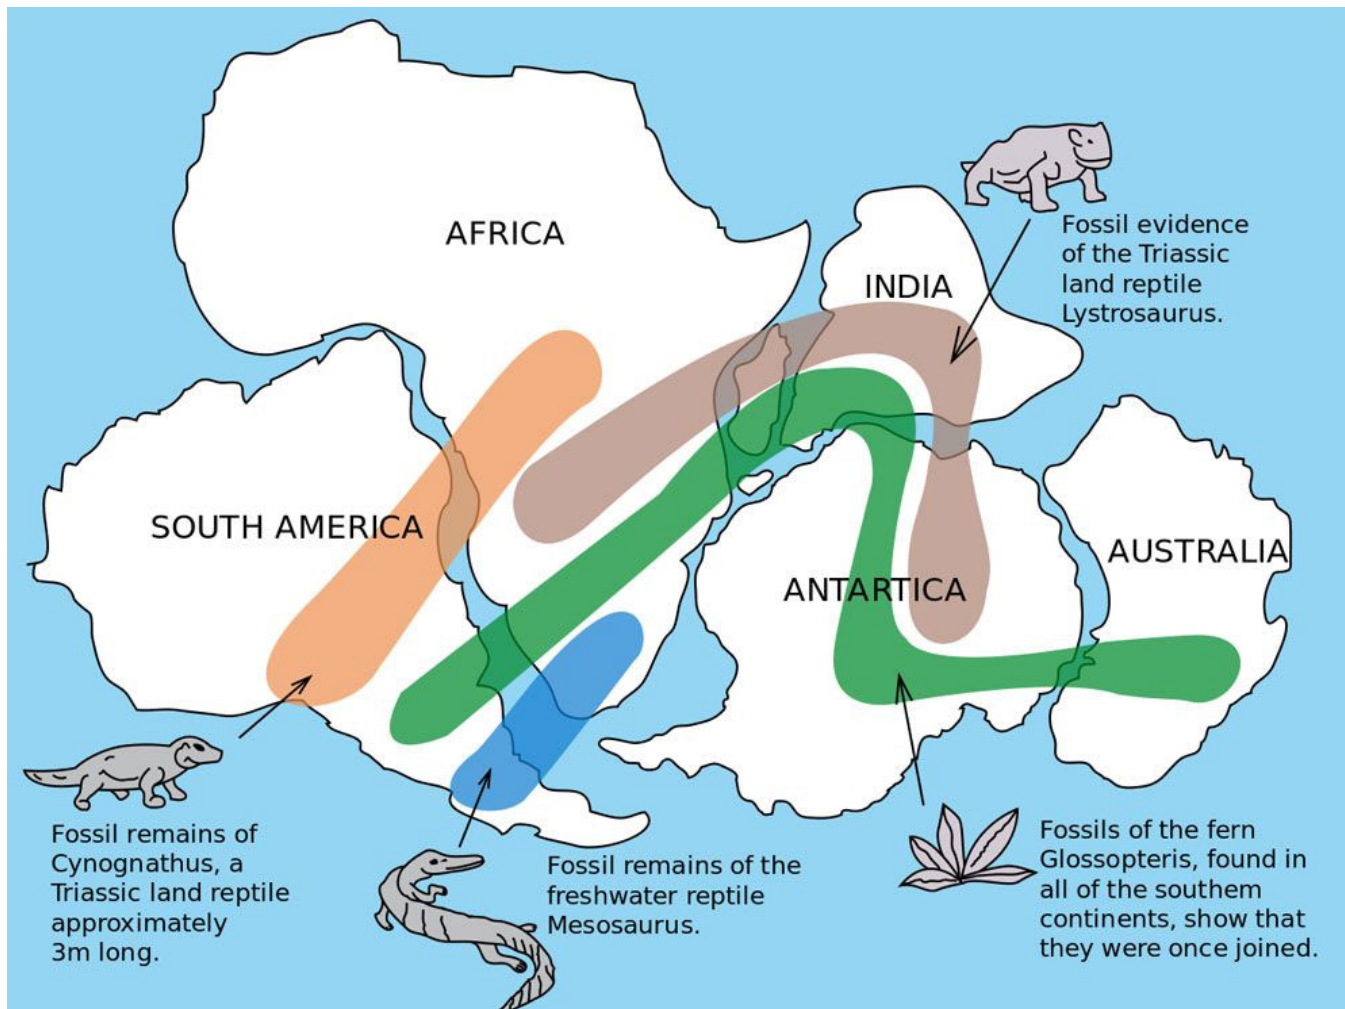 AFRICA
INDIA
Fossil evidence
of the Triassic
land reptile
Lystrosaurus.
SOUTH AMERICA
AUSTRALIA
ANTARTICA
Fossil remains of
Cynognathus, a
Triassic land reptile
approximately
3m long.
Fossil remains of the
freshwater reptile
Mesosaurus.
Fossils of the fern
Glossopteris, found in
all of the southem
continents, show that
they were once joined.